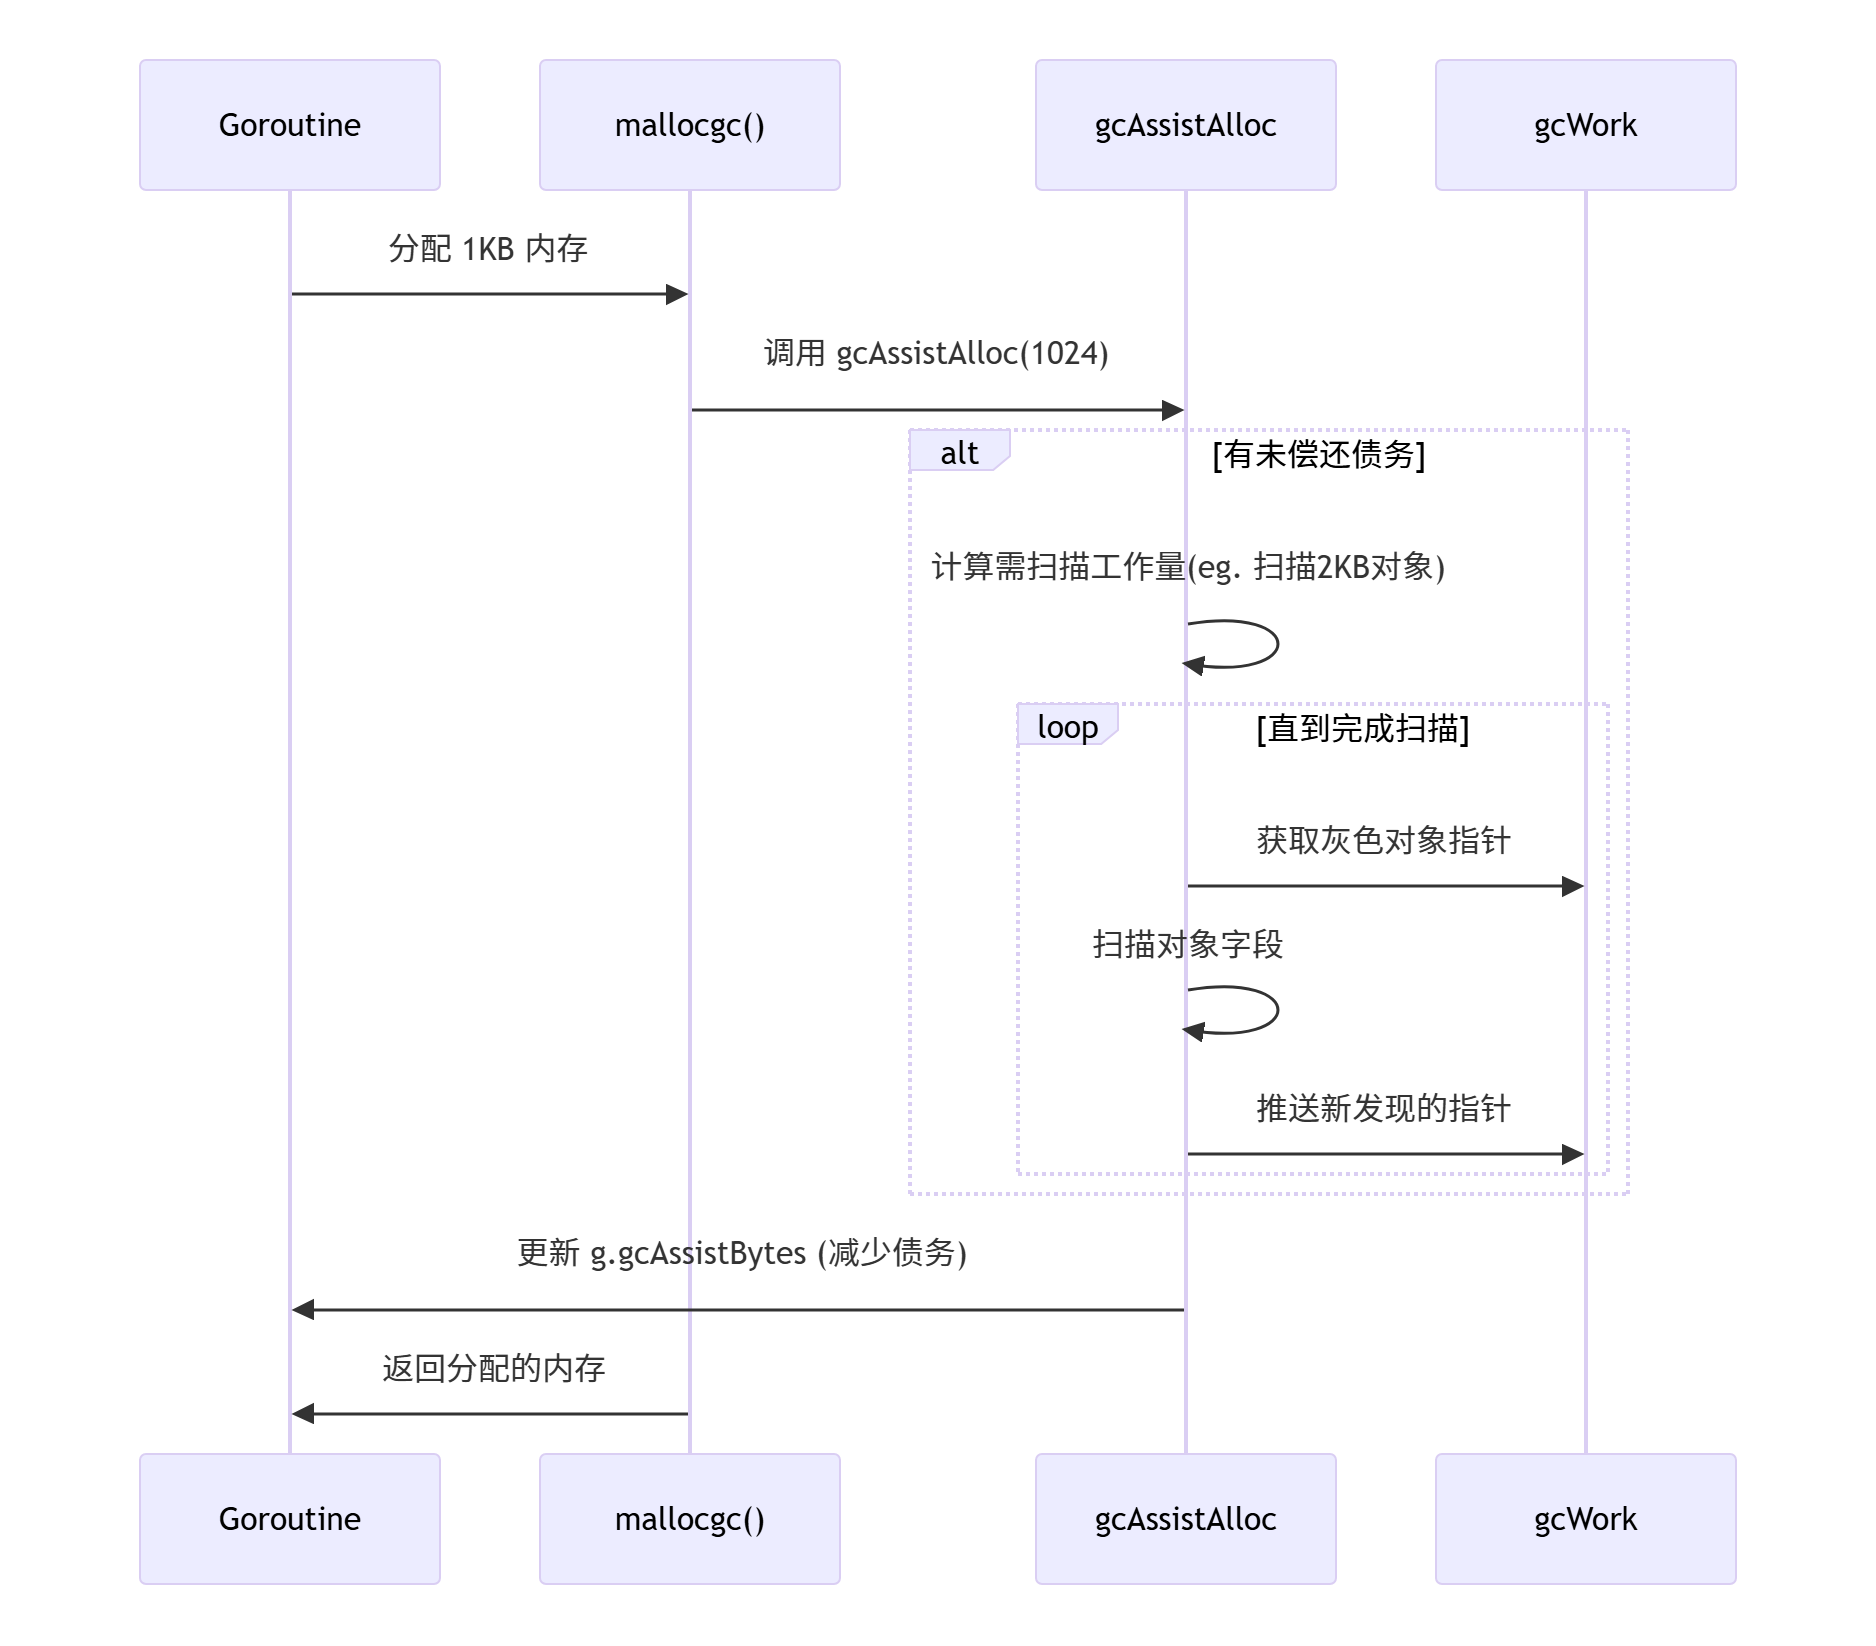 Goroutine
mallocgc()
gcAssistAlloc
gcWork
分配 1KB 内存
调用 gcAssistAlloc(1024)
alt
[有未偿还债务]
计算需扫描工作量(eg. 扫描2KB对象)
loop
[直到完成扫描]
获取灰色对象指针
扫描对象字段
推送新发现的指针
更新 g.gcAssistBytes (减少债务)
返回分配的内存
Goroutine
mallocgc()
gcAssistAlloc
gcWork